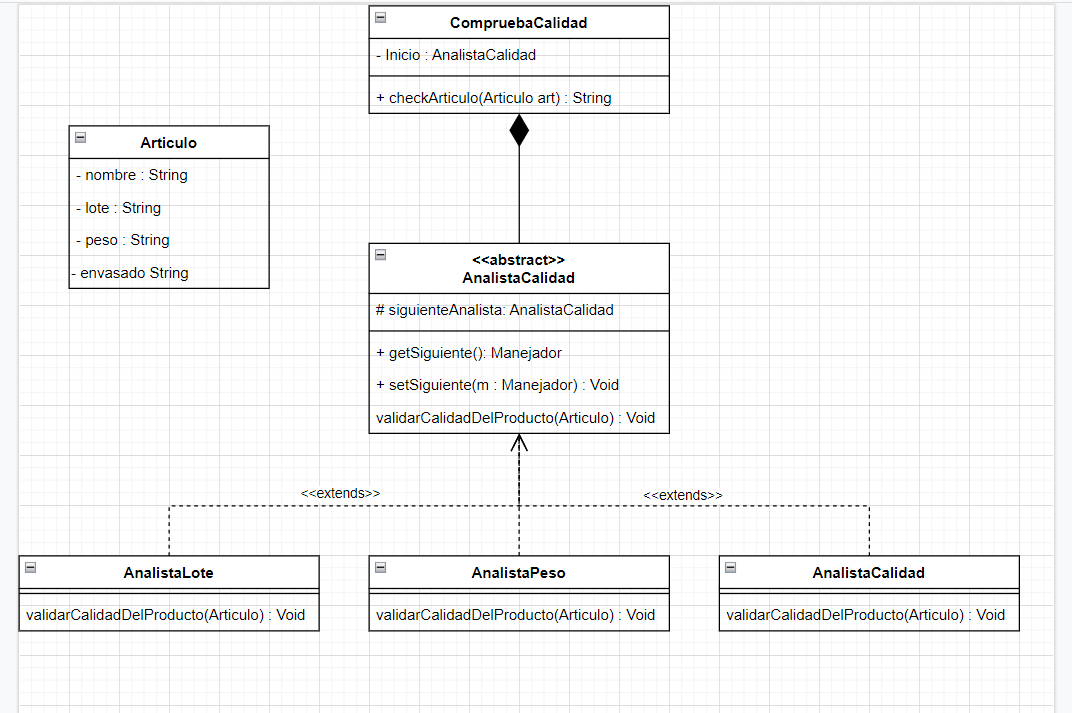 CompruebaCalidad
- Inicio : AnalistaCalidad
+ checkArticulo(Articulo art) : String
Articulo
- nombre : String
- lote : String
- peso : String
- envasado String
<<abstract>>
AnalistaCalidad
# siguienteAnalista: AnalistaCalidad
+ getSiguiente(): Manejador
+ setSiguiente(m : Manejador) : Void
validarCalidadDelProducto(Articulo) : Void
<<extends>>
<<extends>>
AnalistaLote
validarCalidadDelProducto(Articulo) : Void
AnalistaPeso
validarCalidadDelProducto(Articulo) : Void
AnalistaCalidad
validarCalidadDelProducto(Articulo) : Void